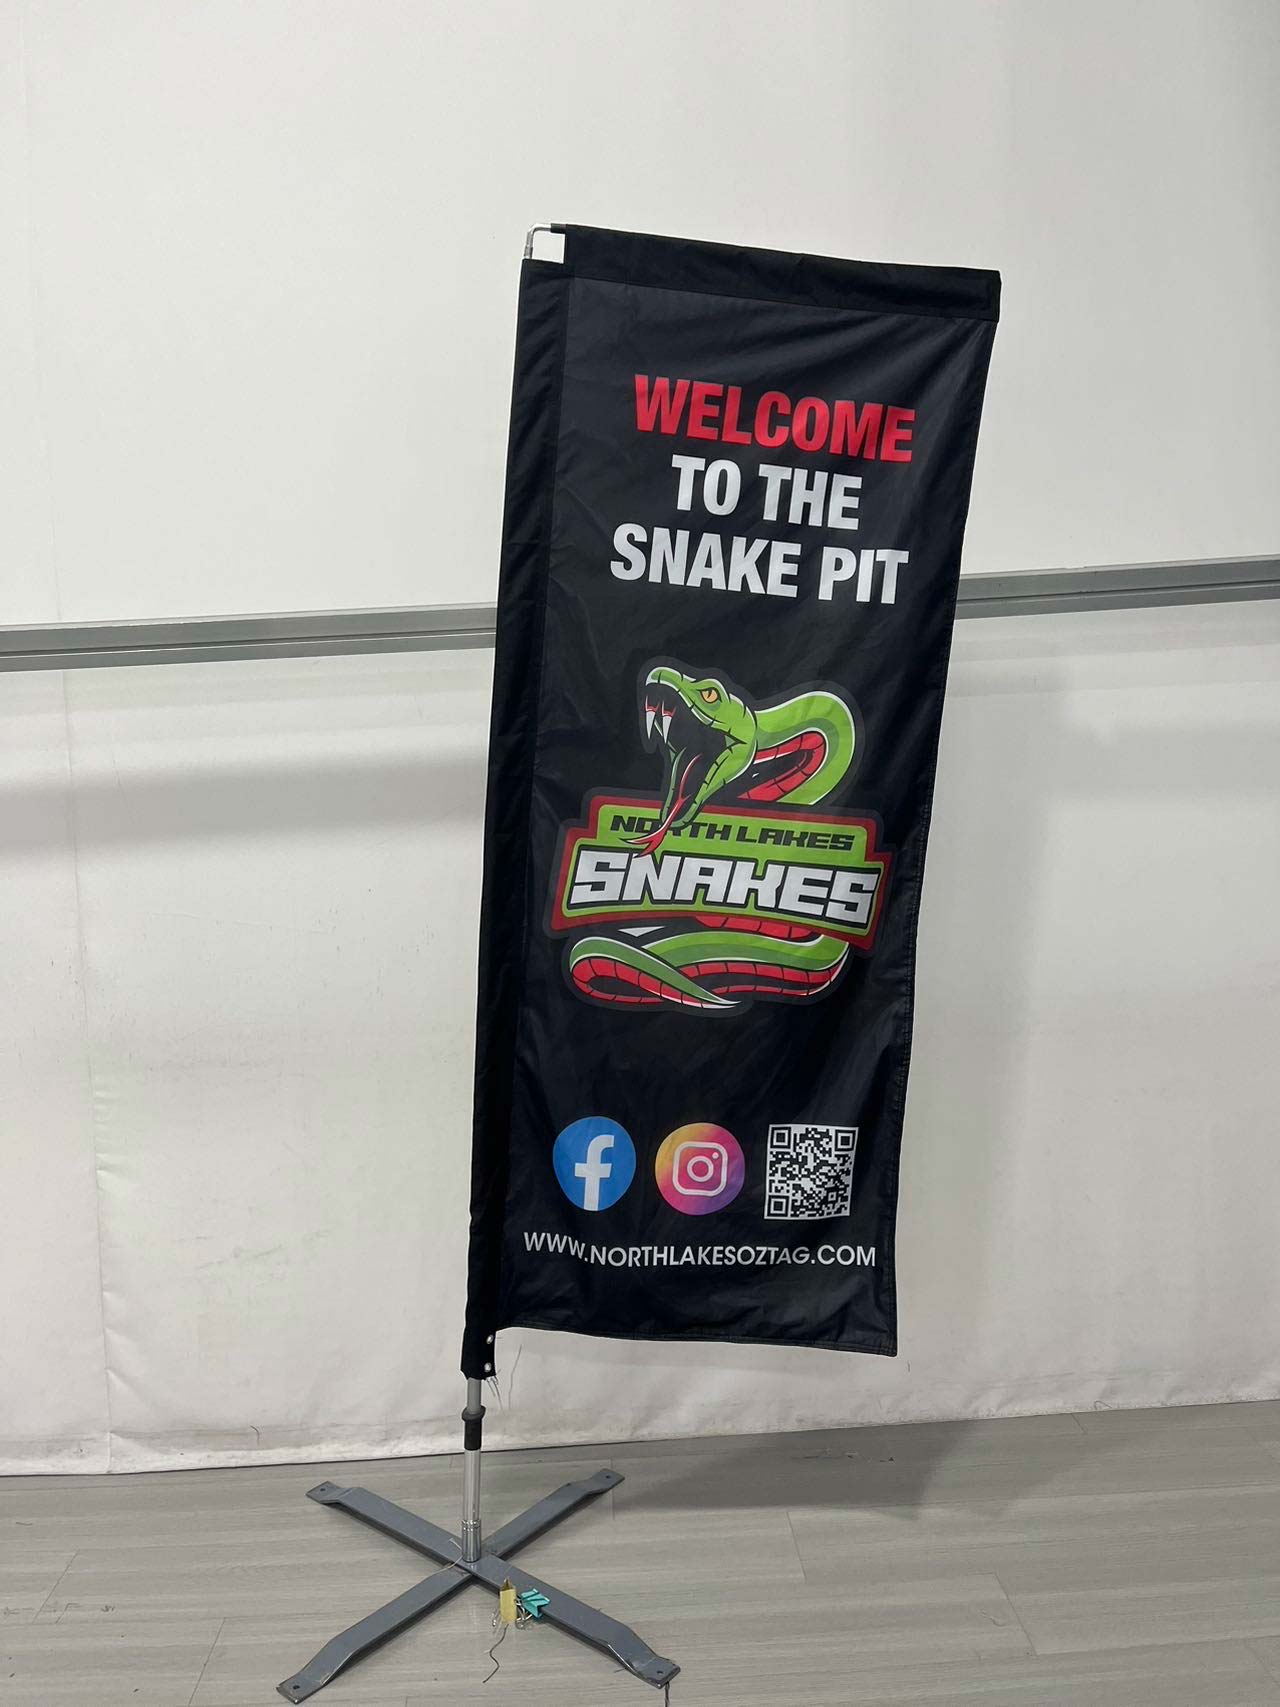 WELCOME
TO THE
SNAKE PIT
NORTH LAKES
SNAKES
WWW.NORTHLAKESOZTAG.COM